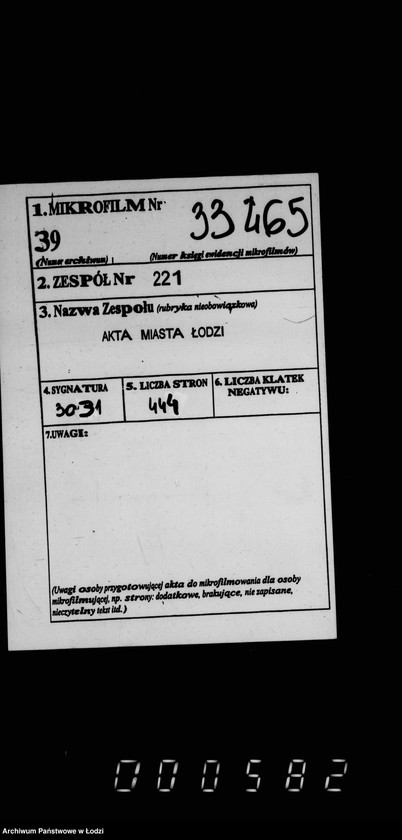 1. MIKROFILM Nr 33465
39
(Numer archiwum) (Numer księgi ewidencji mikrofilmów)
2. ZESPÓŁ Nr 221
3. Nazwa Zespołu (rubryka nieobowiązkowa)
AKTA MIASTA ŁODZI
4. SYGNATURA 5. LICZBA STRON 6. LICZBA KLATEK
NEGATYWU:
3031 444
7.UWAGI:
(Uwagi osoby przygotowującej akta do mikrofilmowania dla osoby
mikrofilmującej, np. strony: dodatkowe, brakujące, nie zapisane,
nieczytelny tekst itd.)
000582
Archiwum Państwowe w Łodzi